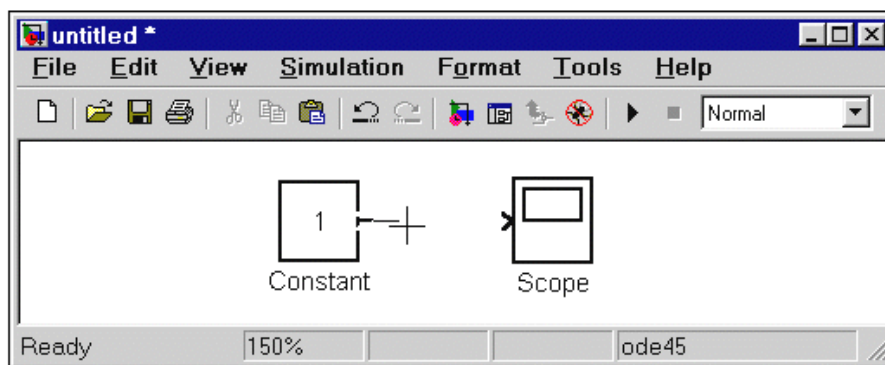 untitled *
File Edit View Simulation Format Tools Help
Normal
1
Constant Scope
Ready 150% ode45